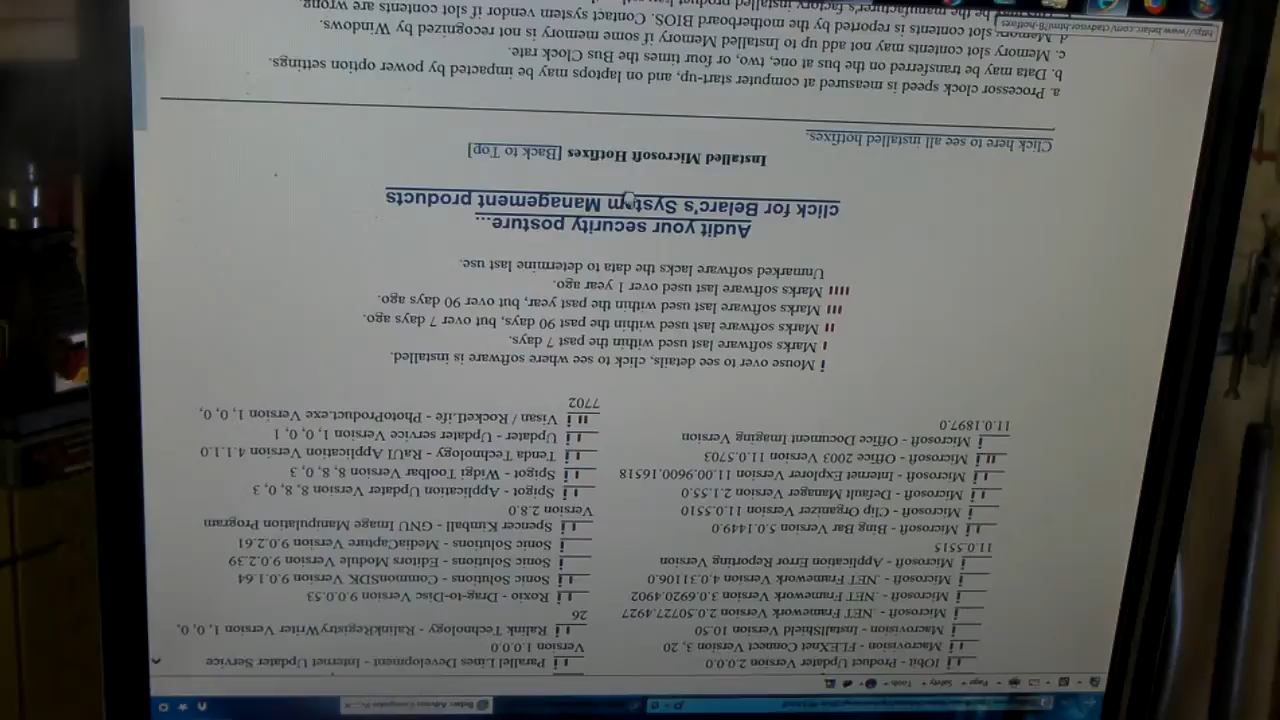 Belarc Advisor Computer Pr...
Page
Safety
Tools
IObit - Product Updater Version 2.0.0.0
Macrovision - FLEXnet Connect Version 3, 20
Macrovision - InstallShield Version 10.50
Microsoft - .NET Framework Version 2.0.50727.4927
Microsoft - .NET Framework Version 3.0.6920.4902
Microsoft - .NET Framework Version 4.0.31106.0
Microsoft - Application Error Reporting Version
11.0.5515
Microsoft - Bing Bar Version 5.0.1449.0
Microsoft - Clip Organizer Version 11.0.5510
Microsoft - Default Manager Version 2.1.55.0
Microsoft - Internet Explorer Version 11.00.9600.16518
Microsoft - Office 2003 Version 11.0.5703
Microsoft - Office Document Imaging Version
11.0.1897.0
Parallel Lines Development - Internet Updater Service
Version 1.0.0.0
Ralink Technology - RalinkRegistryWriter Version 1, 0, 0,
26
Roxio - Drag-to-Disc Version 9.0.0.53
Sonic Solutions - CommonSDK Version 9.0.1.64
Sonic Solutions - Editors Module Version 9.0.2.39
Sonic Solutions - MediaCapture Version 9.0.2.61
Spencer Kimball - GNU Image Manipulation Program
Version 2.8.0
Spigot - Application Updater Version 8, 8, 0, 3
Spigot - Widgi Toolbar Version 8, 8, 0, 3
Tenda Technology - RaUI Application Version 4.1.1.0
Updater - Updater service Version 1, 0, 0, 1
Visan / RocketLife - PhotoProduct.exe Version 1, 0, 0,
7702
i Mouse over to see details, click to see where software is installed.
I Marks software last used within the past 7 days.
II Marks software last used within the past 90 days, but over 7 days ago.
III Marks software last used within the past year, but over 90 days ago.
IIII Marks software last used over 1 year ago.
Unmarked software lacks the data to determine last use.
Audit your security posture...
click for Belarc's System Management products
Installed Microsoft Hotfixes [Back to Top]
Click here to see all installed hotfixes.
a. Processor clock speed is measured at computer start-up, and on laptops may be impacted by power option settings.
b. Data may be transferred on the bus at one, two, or four times the Bus Clock rate.
c. Memory slot contents may not add up to Installed Memory if some memory is not recognized by Windows.
d. Memory slot contents is reported by the motherboard BIOS. Contact system vendor if slot contents are wrong.
be the manufacturer's factory installed product